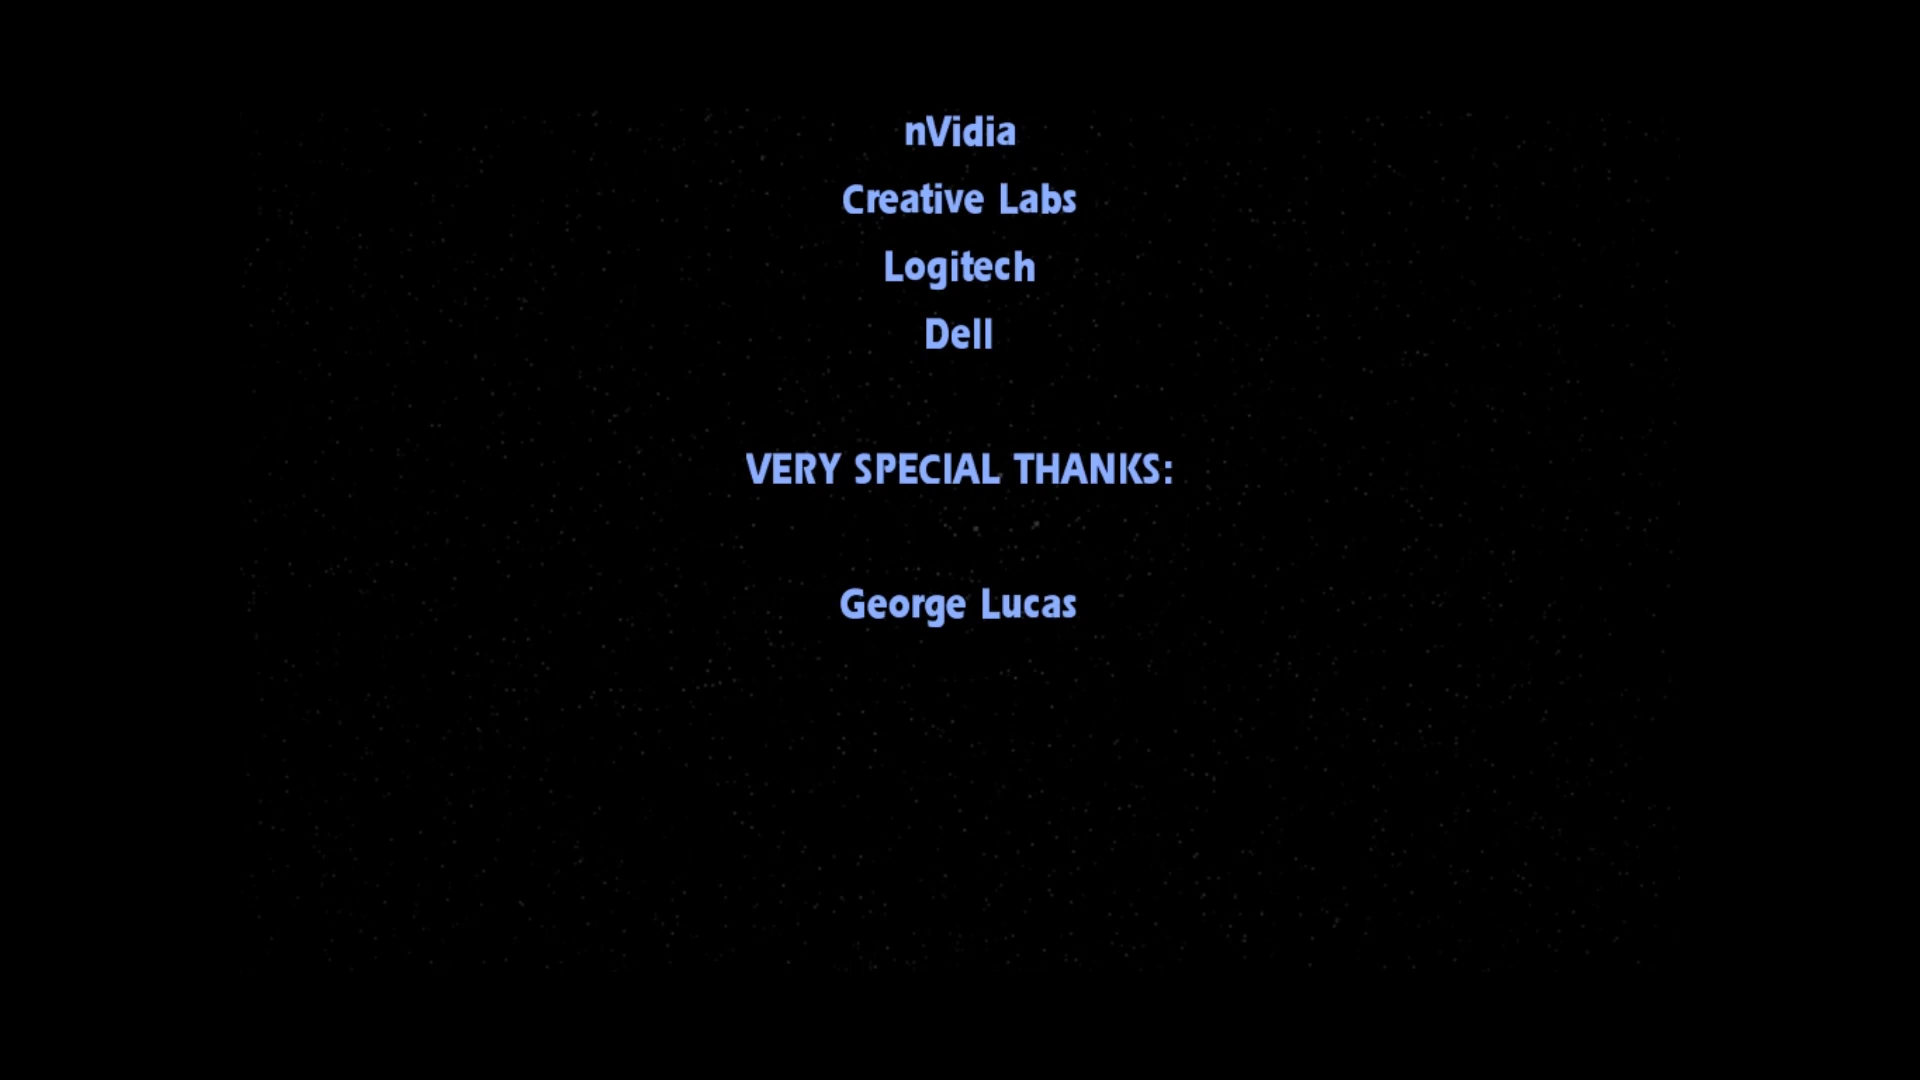 nVidia
Creative Labs
Logitech
Dell
VERY SPECIAL THANKS:
George Lucas